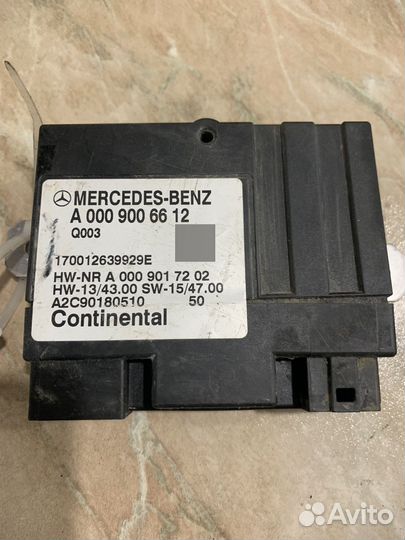 MERCEDES-BENZ
A 000 900 66 12
Q003
170012639929E
HW-NR A 000 901 72 02
HW-13/43.00 SW-15/47.00
A2C90180510 50
Continental
Avito